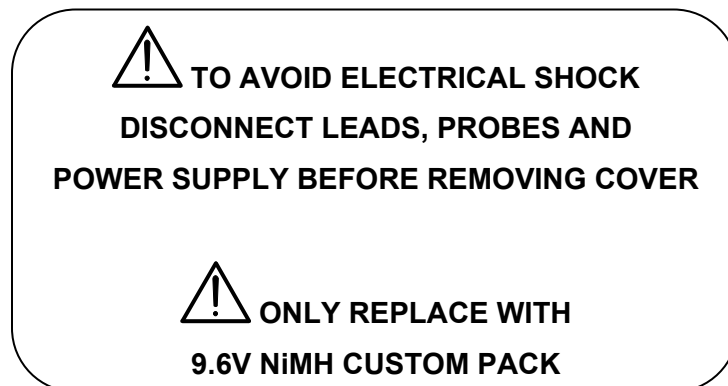 TO AVOID ELECTRICAL SHOCK
DISCONNECT LEADS, PROBES AND
POWER SUPPLY BEFORE REMOVING COVER
ONLY REPLACE WITH
9.6V NiMH CUSTOM PACK